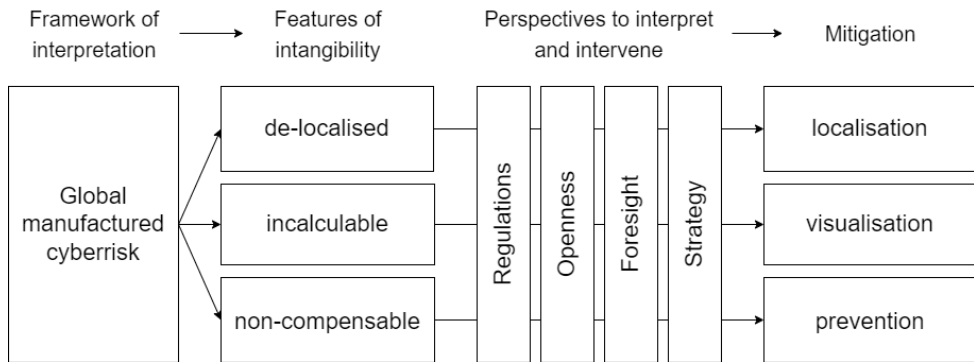 Framework of
interpretation
Features of
intangibility
Perspectives to interpret
and intervene
Mitigation
Global
manufactured
cyberrisk
de-localised
incalculable
non-compensable
Regulations
Openness
Foresight
Strategy
localisation
visualisation
prevention